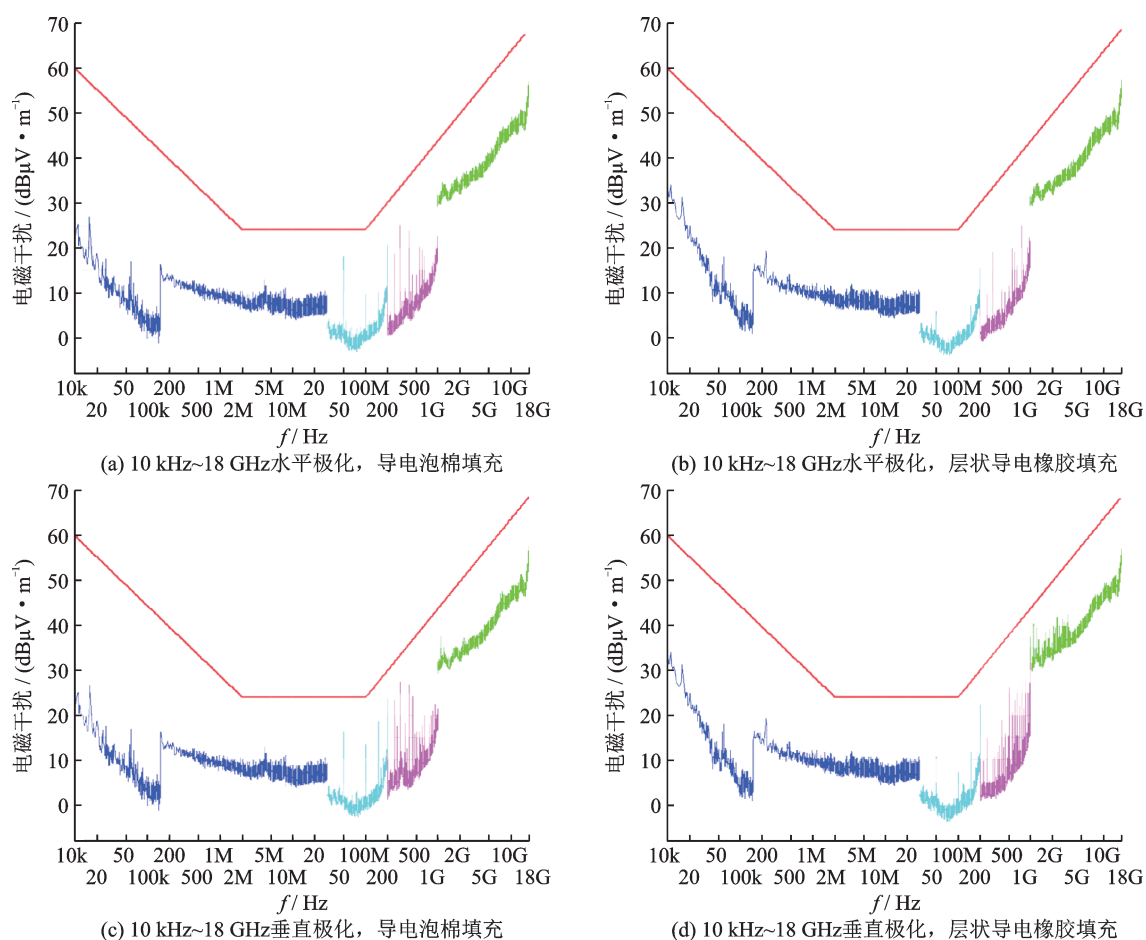 70
60
50
40
30
20
10
0
电磁干扰 / (dBμV·m⁻¹)
10k 50 200 1M 5M 20 100M 500 2G 10G
20 100k 500 2M 10M 50 200 1G 5G 18G
f / Hz
(a) 10 kHz~18 GHz水平极化，导电泡棉填充
70
60
50
40
30
20
10
0
电磁干扰 / (dBμV·m⁻¹)
10k 50 200 1M 5M 20 100M 500 2G 10G
20 100k 500 2M 10M 50 200 1G 5G 18G
f / Hz
(b) 10 kHz~18 GHz水平极化，层状导电橡胶填充
70
60
50
40
30
20
10
0
电磁干扰 / (dBμV·m⁻¹)
10k 50 200 1M 5M 20 100M 500 2G 10G
20 100k 500 2M 10M 50 200 1G 5G 18G
f / Hz
(c) 10 kHz~18 GHz垂直极化，导电泡棉填充
70
60
50
40
30
20
10
0
电磁干扰 / (dBμV·m⁻¹)
10k 50 200 1M 5M 20 100M 500 2G 10G
20 100k 500 2M 10M 50 200 1G 5G 18G
f / Hz
(d) 10 kHz~18 GHz垂直极化，层状导电橡胶填充